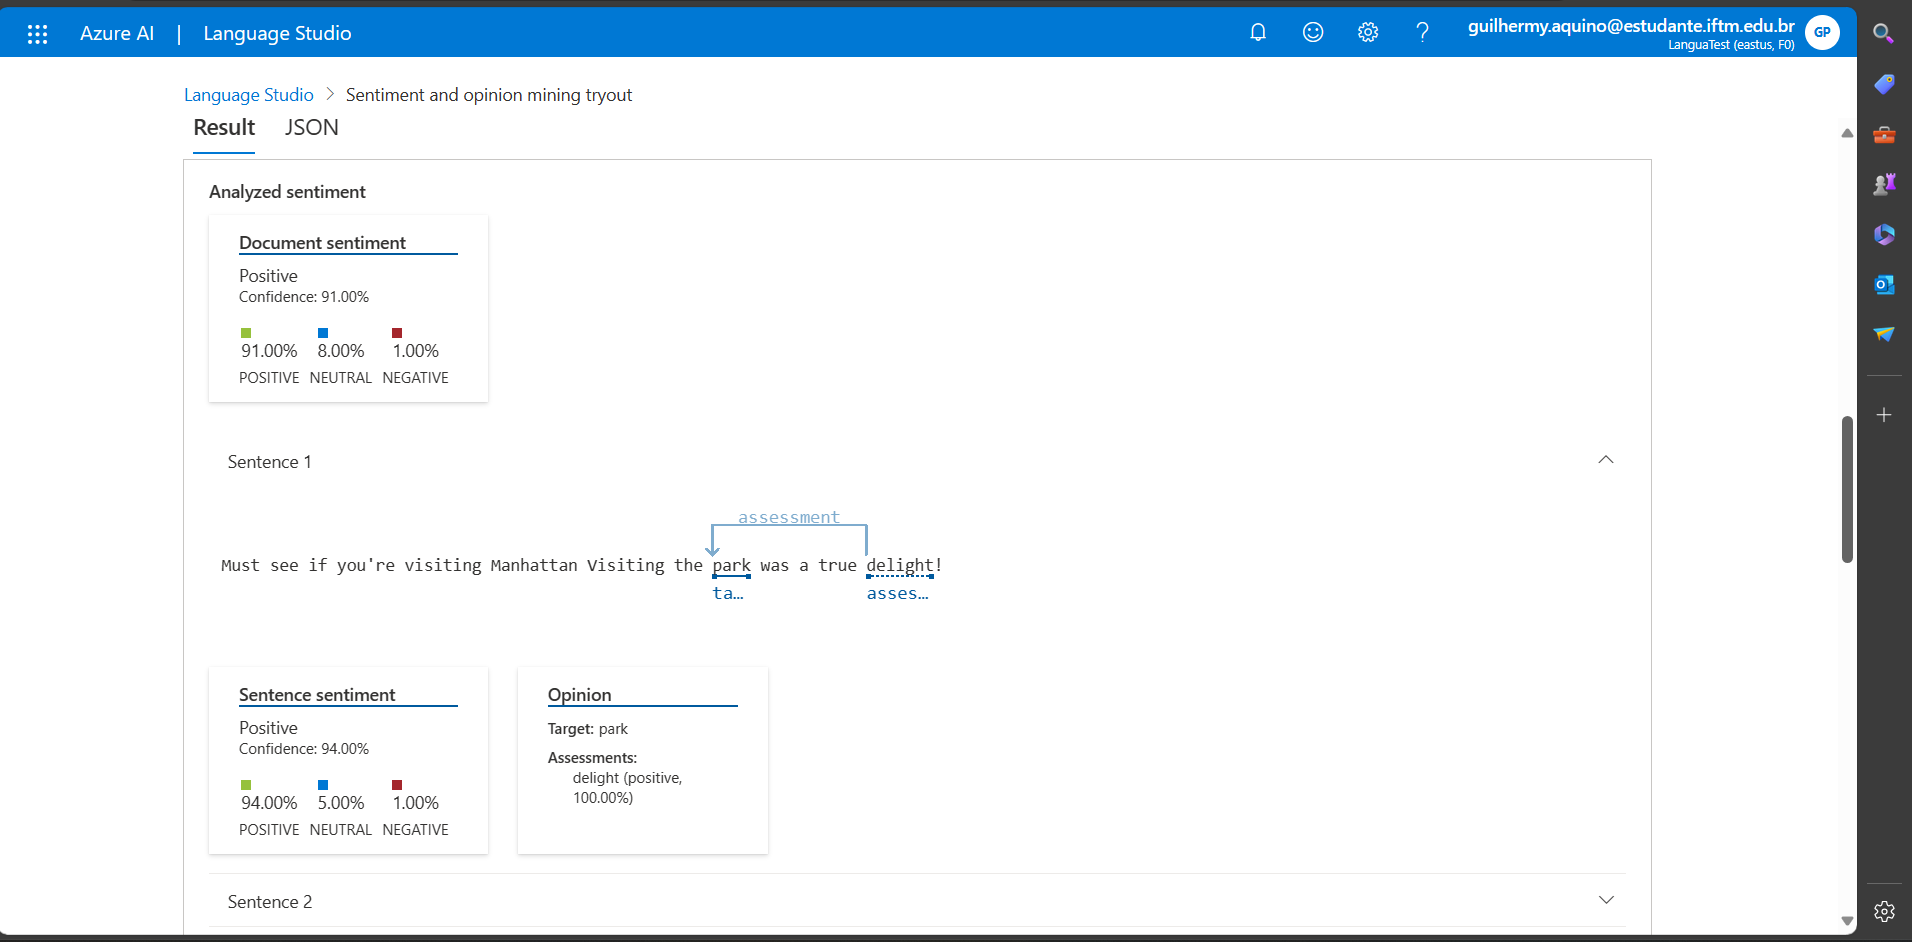 Azure AI | Language Studio
guilhermy.aquino@estudante.iftm.edu.br
LanguaTest (eastus, F0)
GP
Language Studio > Sentiment and opinion mining tryout
Result JSON
Analyzed sentiment
Document sentiment
Positive
Confidence: 91.00%
91.00% 8.00% 1.00%
POSITIVE NEUTRAL NEGATIVE
Sentence 1
assessment
Must see if you're visiting Manhattan Visiting the park was a true delight!
ta… asses…
Sentence sentiment
Positive
Confidence: 94.00%
94.00% 5.00% 1.00%
POSITIVE NEUTRAL NEGATIVE
Opinion
Target: park
Assessments:
delight (positive,
100.00%)
Sentence 2